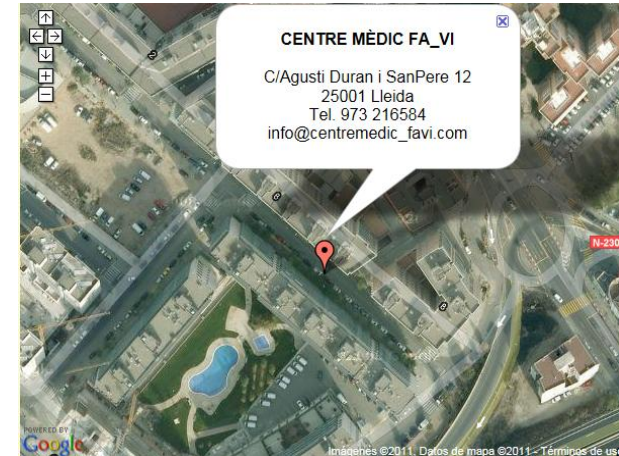 CENTRE MÈDIC FA_VI
C/Agusti Duran i SanPere 12
25001 Lleida
Tel. 973 216584
info@centremedic_favi.com
N-230
POWERED BY
Google
Imágenes ©2011, Datos de mapa ©2011 - Términos de uso